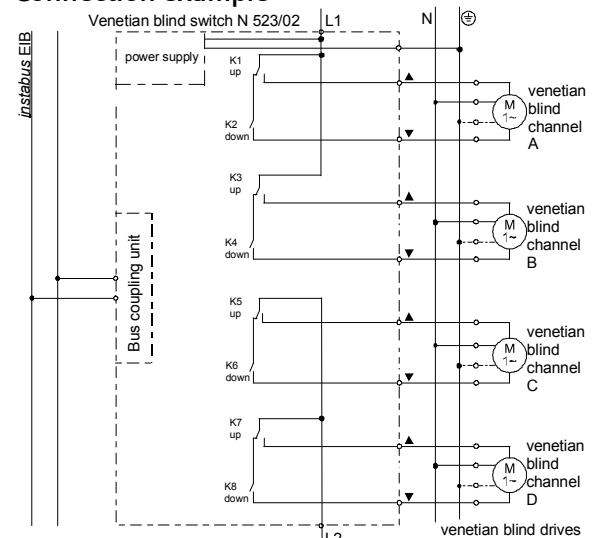 Connection example
Venetian blind switch N 523/02
L1
N
instabus EIB
power supply
K1
up
K2
down
M
1~
venetian
blind
channel
A
K3
up
K4
down
M
1~
venetian
blind
channel
B
Bus coupling unit
K5
up
K6
down
M
1~
venetian
blind
channel
C
K7
up
K8
down
M
1~
venetian
blind
channel
D
L2
venetian blind drives